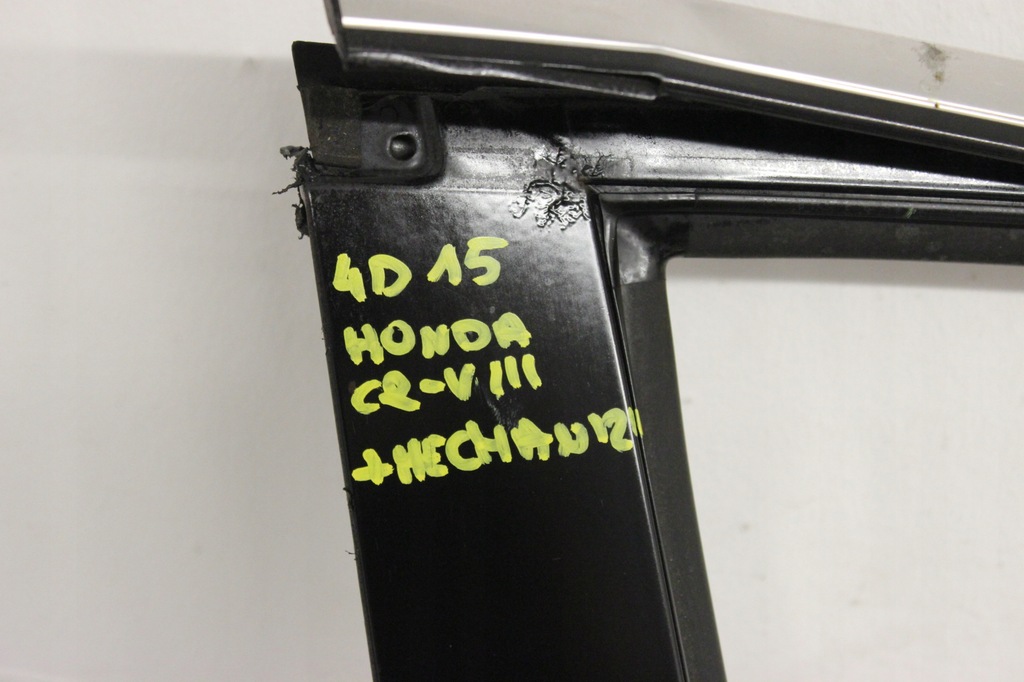 4D 15
HONDA
CR-V III
+MECHANIZM